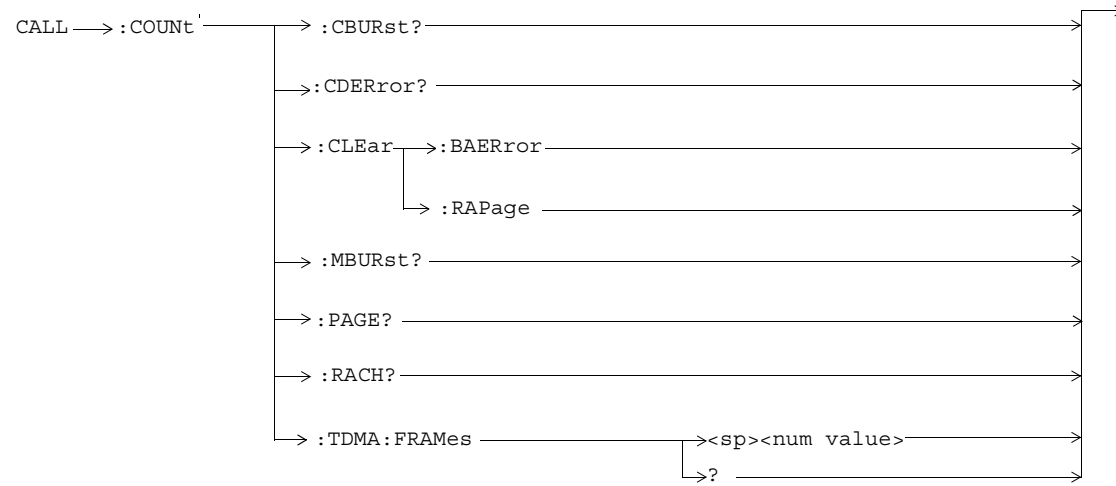 CALL :COUNt :CBURst?
:CDERror?
:CLEar :BAERror
:RAPage
:MBURst?
:PAGE?
:RACH?
:TDMA:FRAMes <sp><num value>
?